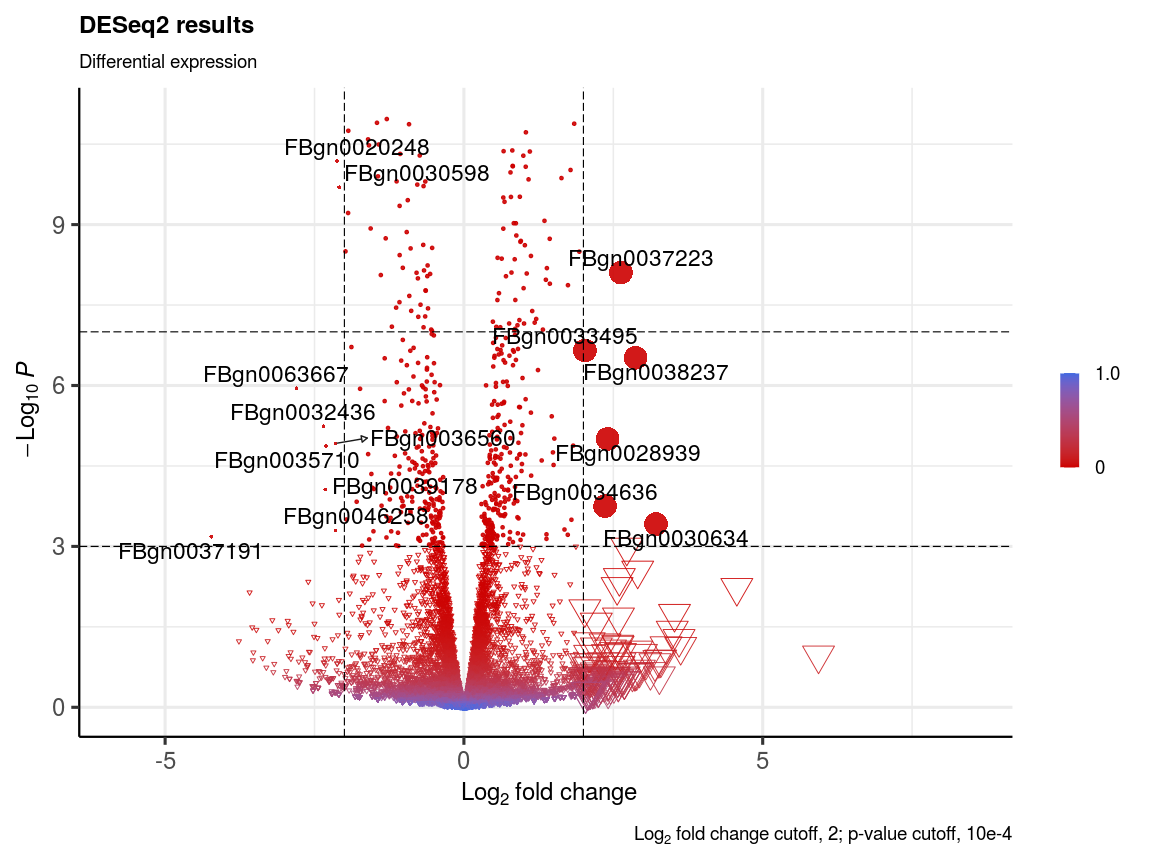 DESeq2 results
Differential expression
FBgn0020248
FBgn0030598
9
FBgn0037223
FBgn0033495
FBgn0038237
FBgn0063667
6
1.0
FBgn0032436
FBgn0036560
FBgn0028939
FBgn0035710
0
FBgn0039178
FBgn0034636
FBgn0046258
FBgn0030634
3
FBgn0037191
0
−Log10 P
-5
0
5
Log2 fold change
Log2 fold change cutoff, 2; p-value cutoff, 10e-4